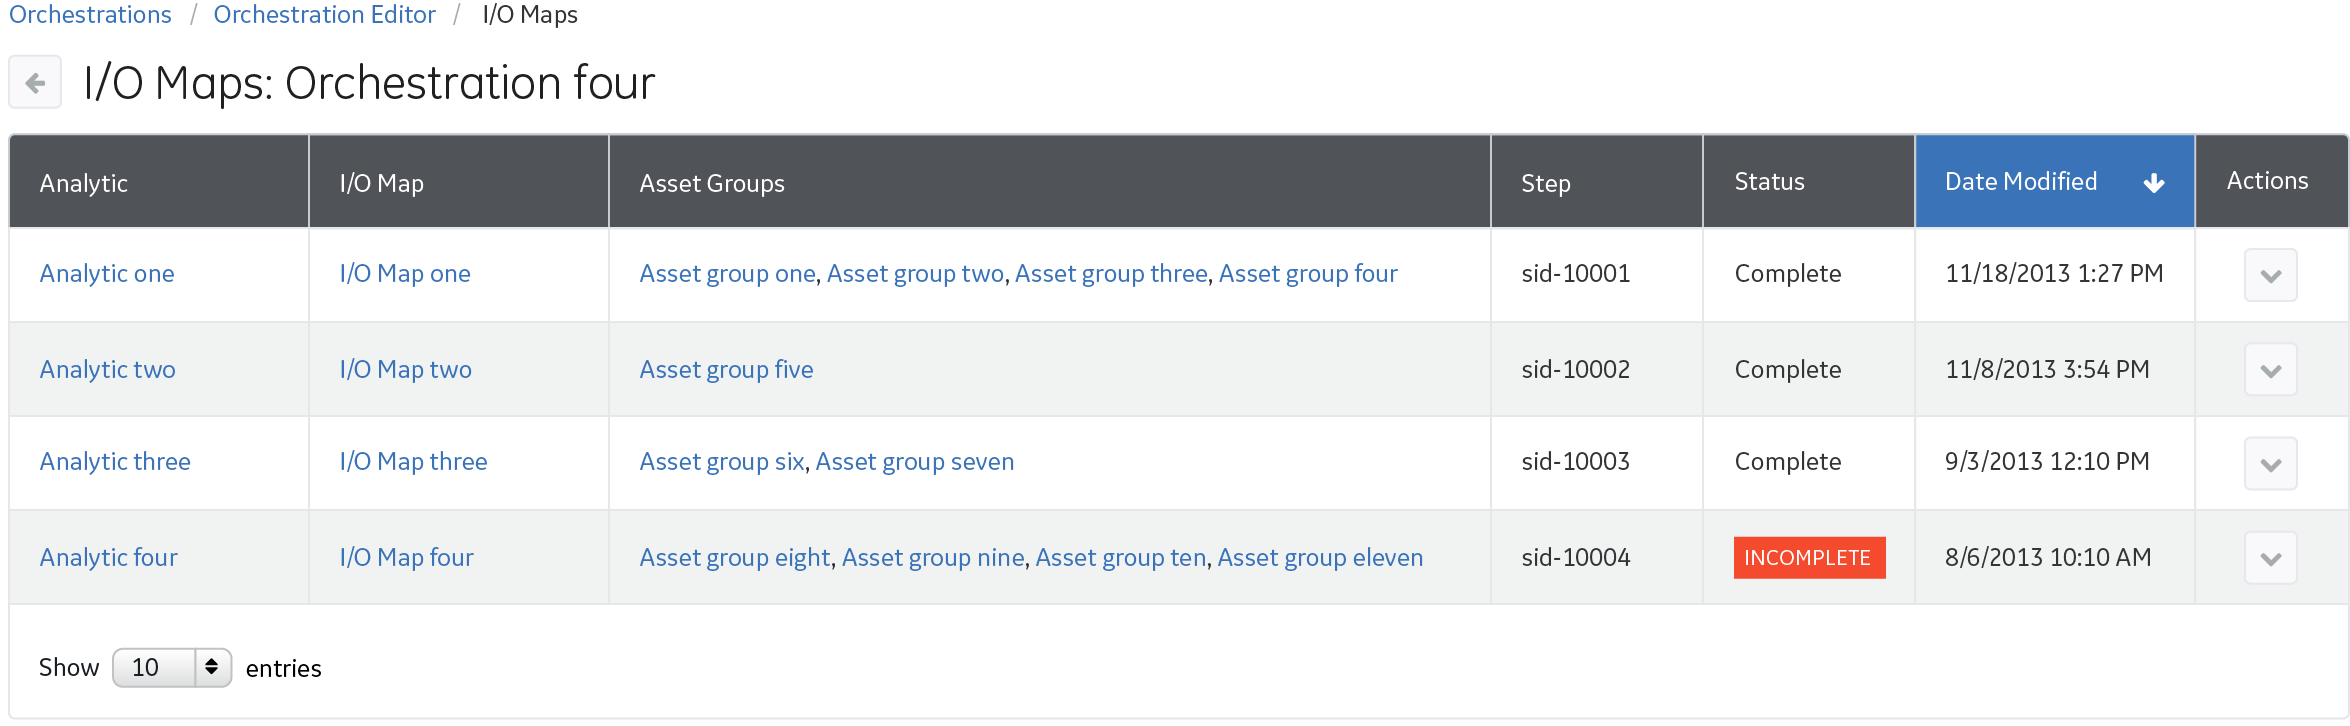 Orchestrations / Orchestration Editor / I/O Maps
I/O Maps: Orchestration four
Analytic I/O Map Asset Groups Step Status Date Modified Actions
Analytic one I/O Map one Asset group one, Asset group two, Asset group three, Asset group four sid-10001 Complete 11/18/2013 1:27 PM
Analytic two I/O Map two Asset group five sid-10002 Complete 11/8/2013 3:54 PM
Analytic three I/O Map three Asset group six, Asset group seven sid-10003 Complete 9/3/2013 12:10 PM
Analytic four I/O Map four Asset group eight, Asset group nine, Asset group ten, Asset group eleven sid-10004 INCOMPLETE 8/6/2013 10:10 AM
Show 10 entries